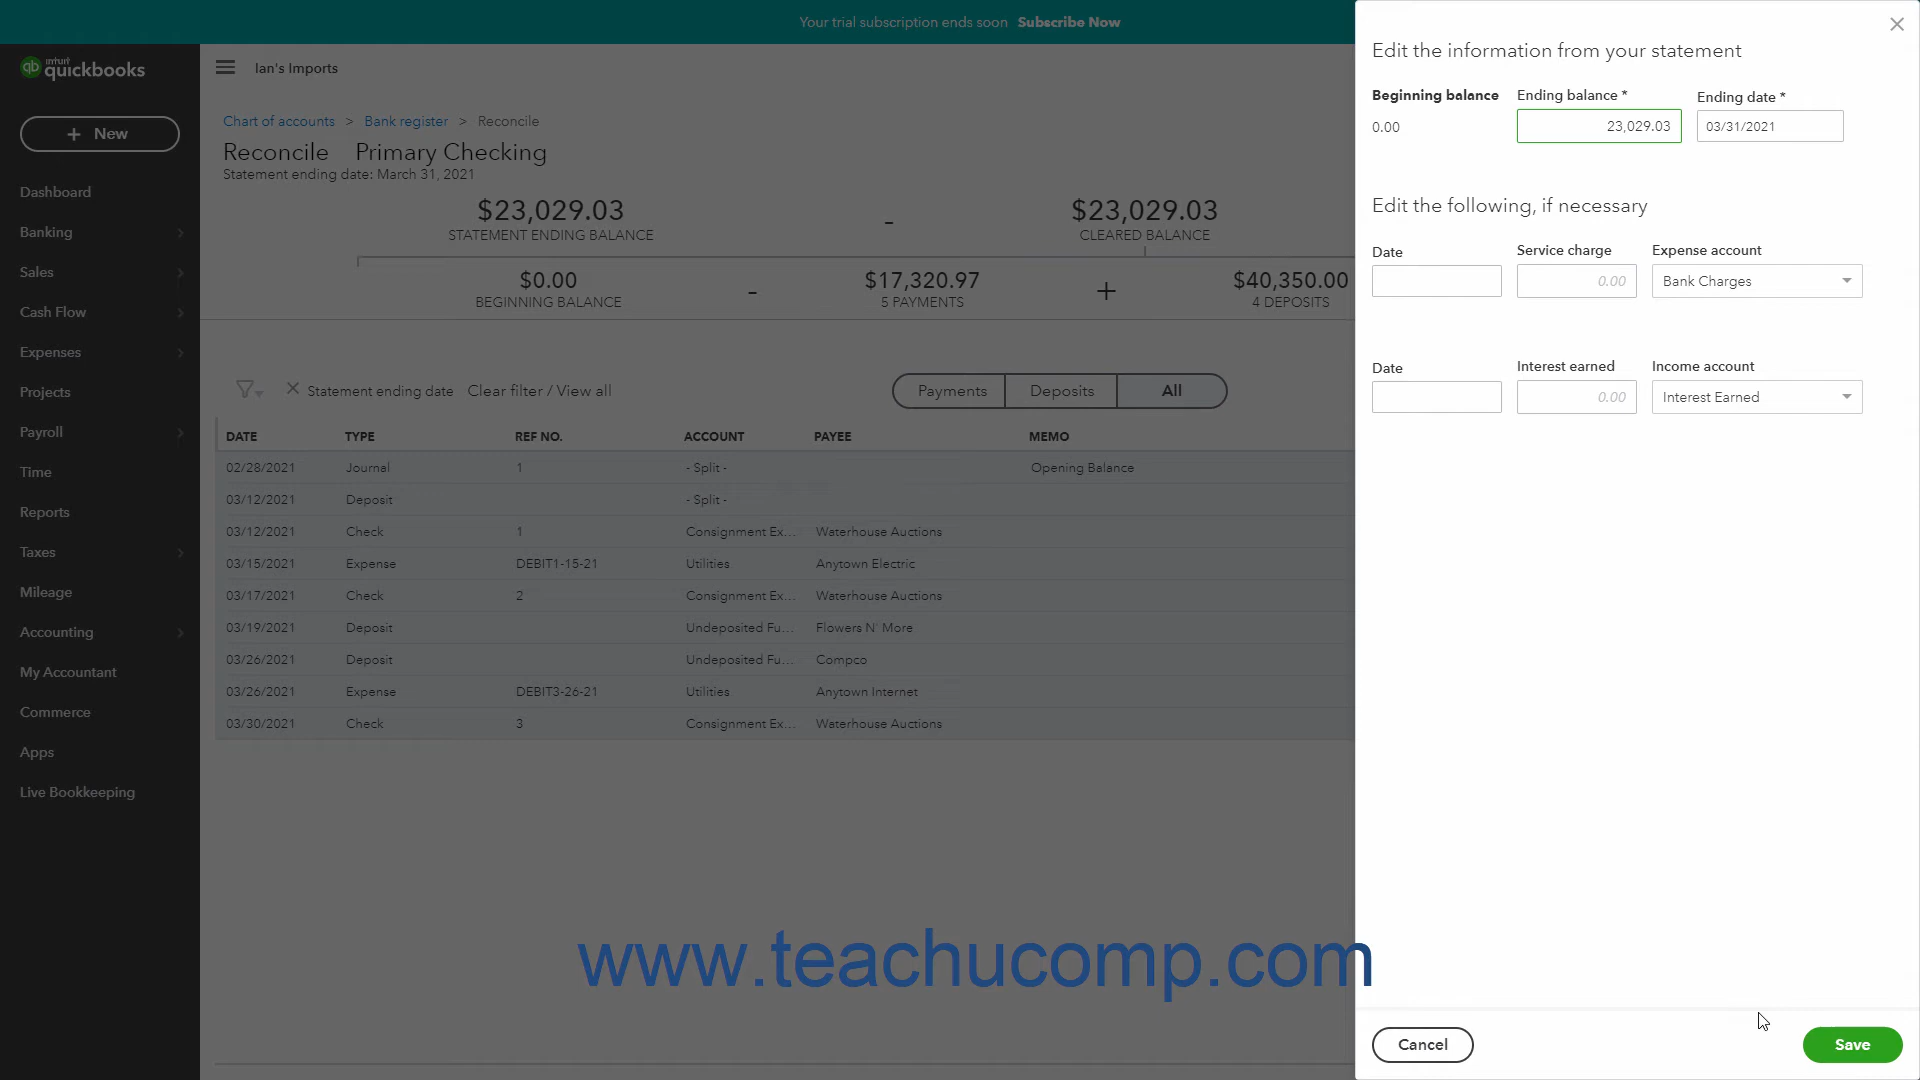 Your trial subscription ends soon Subscribe Now
intuit quickbooks
Ian's Imports
+ New
Dashboard
Banking
Sales
Cash Flow
Expenses
Projects
Payroll
Time
Reports
Taxes
Mileage
Accounting
My Accountant
Commerce
Apps
Live Bookkeeping
Chart of accounts > Bank register > Reconcile
Reconcile Primary Checking
Statement ending date: March 31, 2021
$23,029.03 - $23,029.03
STATEMENT ENDING BALANCE CLEARED BALANCE
$0.00 - $17,320.97 + $40,350.00
BEGINNING BALANCE 5 PAYMENTS 4 DEPOSITS
Statement ending date Clear filter / View all Payments Deposits All
DATE TYPE REF NO. ACCOUNT PAYEE MEMO
02/28/2021 Journal 1 - Split - Opening Balance
03/12/2021 Deposit - Split -
03/12/2021 Check 1 Consignment Ex... Waterhouse Auctions
03/15/2021 Expense DEBIT1-15-21 Utilities Anytown Electric
03/17/2021 Check 2 Consignment Ex... Waterhouse Auctions
03/19/2021 Deposit Undeposited Fu... Flowers N' More
03/26/2021 Deposit Undeposited Fu... Compco
03/26/2021 Expense DEBIT3-26-21 Utilities Anytown Internet
03/30/2021 Check 3 Consignment Ex... Waterhouse Auctions
www.teachucomp.com
Edit the information from your statement
Beginning balance Ending balance * Ending date *
0.00 23,029.03 03/31/2021
Edit the following, if necessary
Date Service charge Expense account
0.00 Bank Charges
Date Interest earned Income account
0.00 Interest Earned
Cancel Save